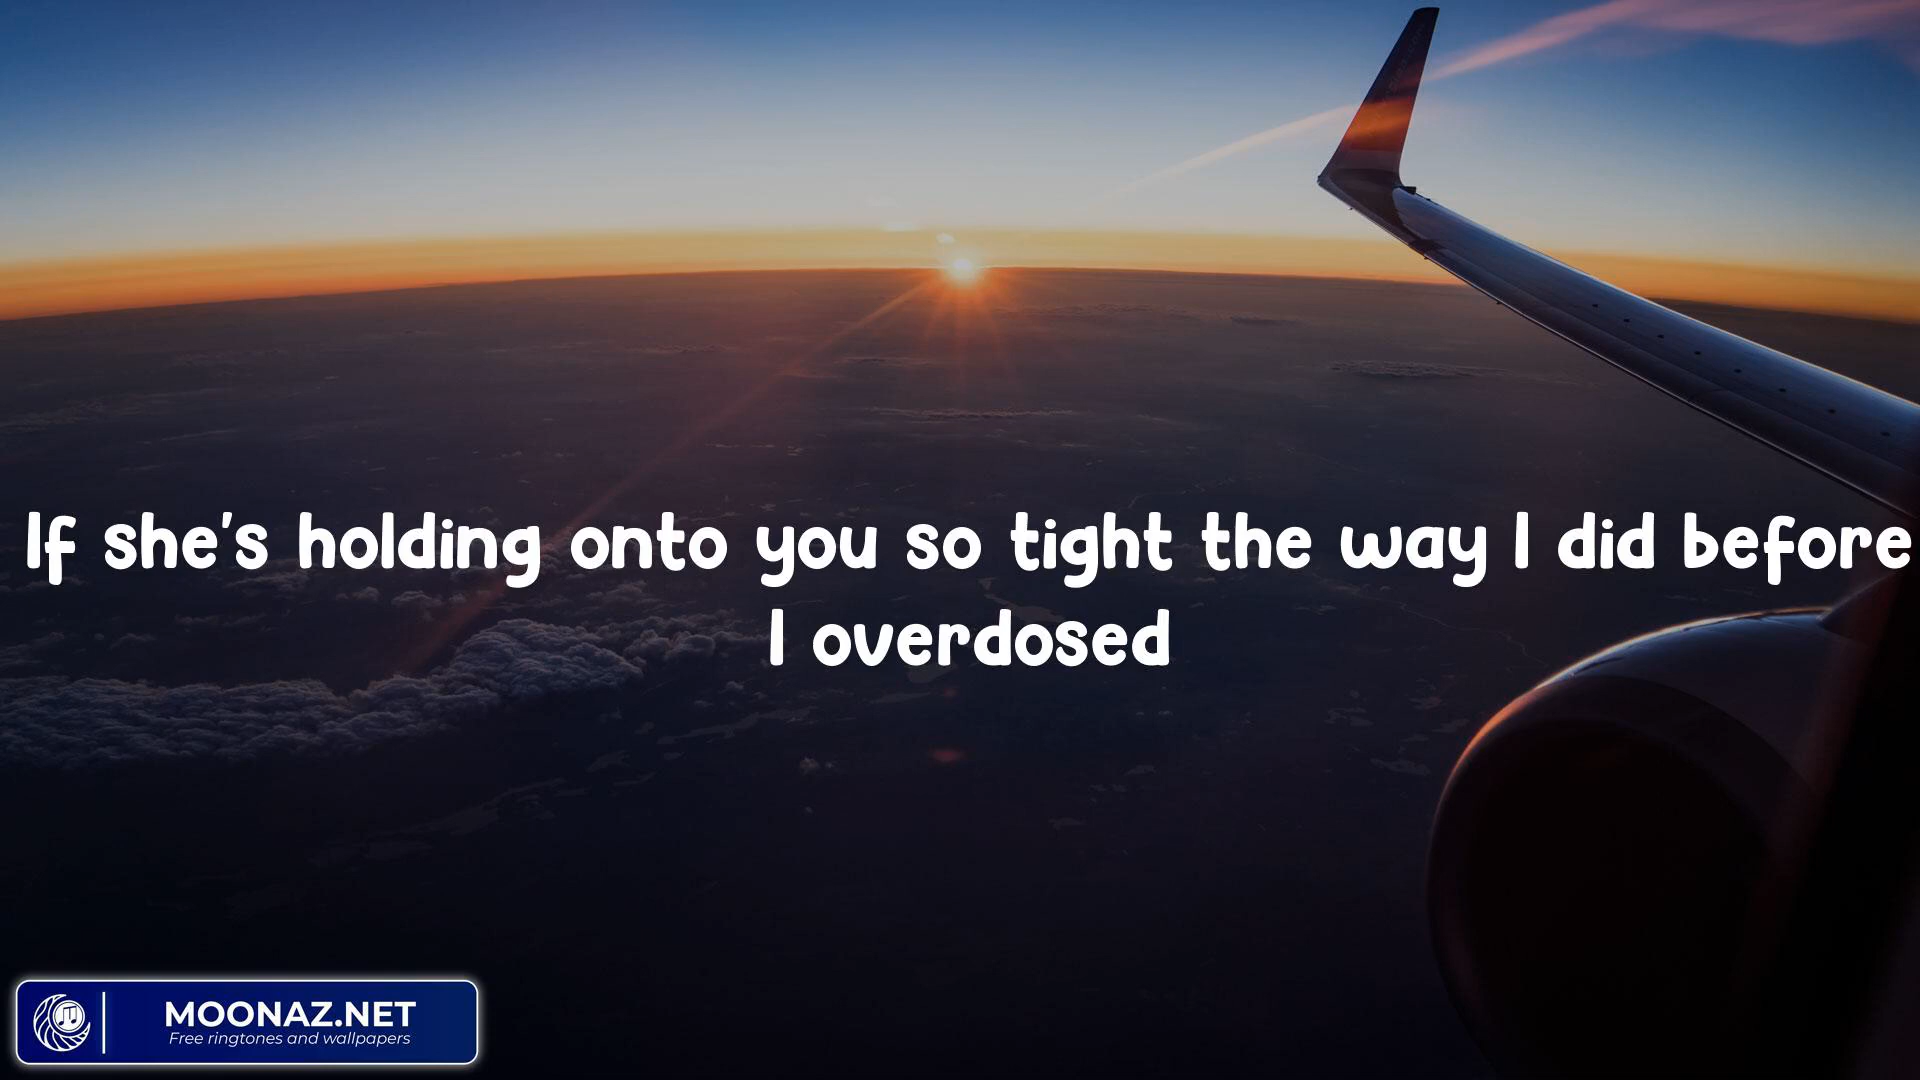 If she's holding onto you so tight the way I did before
I overdosed
MOONAZ.NET
Free ringtones and wallpapers